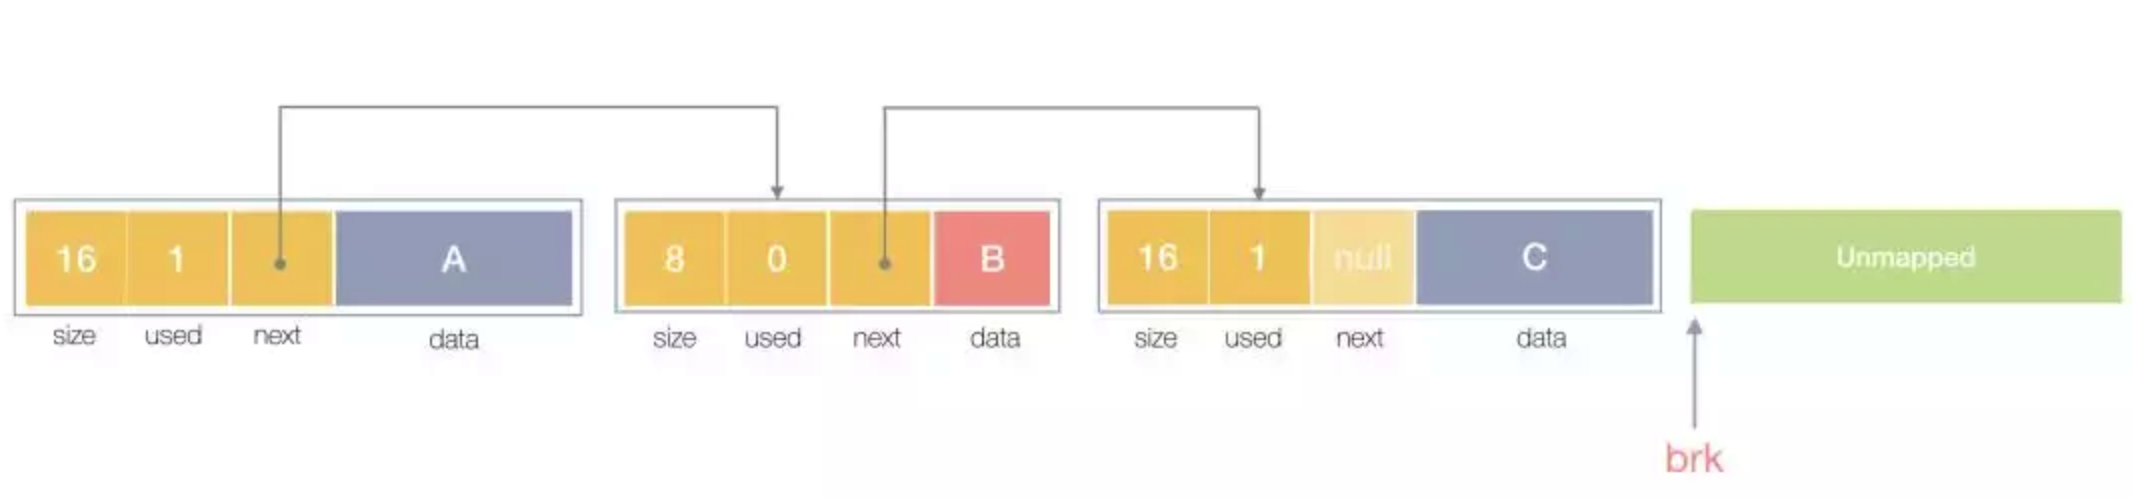 16 1 A
size used next data
8 0 B
size used next data
16 1 null C
size used next data
Unmapped
brk